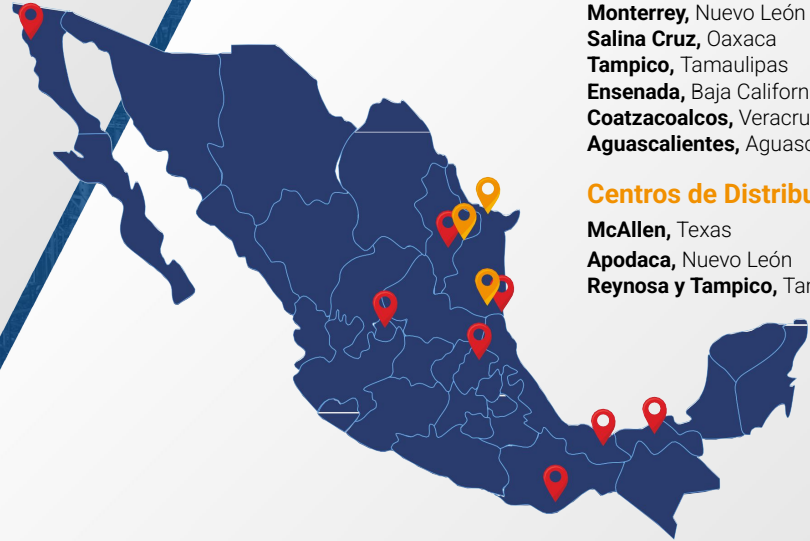 Monterrey, Nuevo León
Salina Cruz, Oaxaca
Tampico, Tamaulipas
Ensenada, Baja Californ
Coatzacoalcos, Veracru
Aguascalientes, Aguasc
Centros de Distribu
McAllen, Texas
Apodaca, Nuevo León
Reynosa y Tampico, Tar